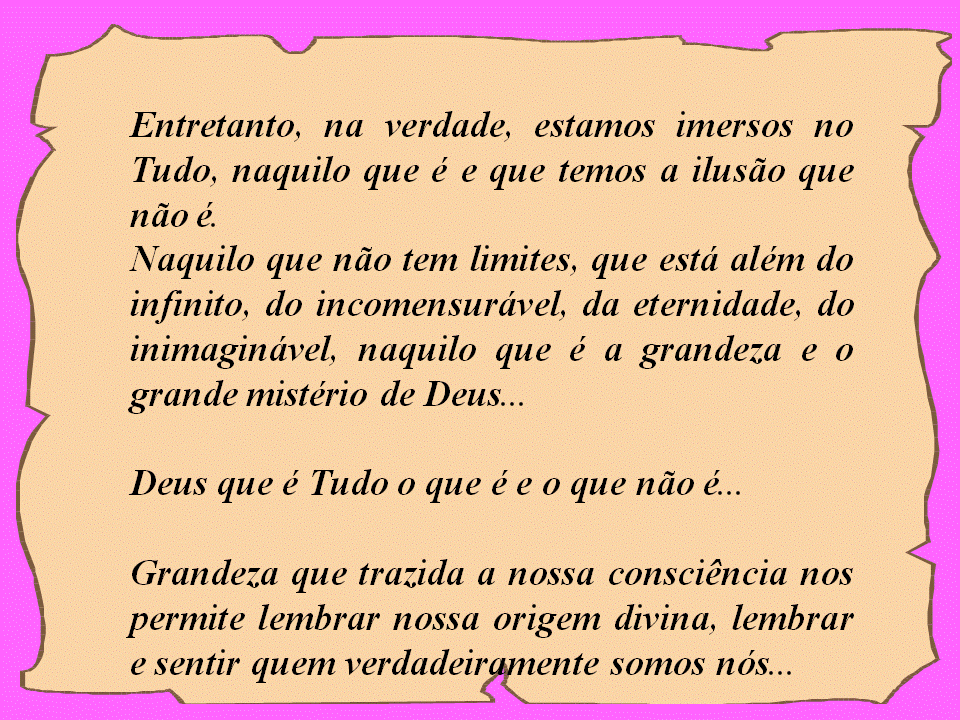 Entretanto, na verdade, estamos imersos no
Tudo, naquilo que é e que temos a ilusão que
não é.
Naquilo que não tem limites, que está além do
infinito, do incomensurável, da eternidade, do
inimaginável, naquilo que é a grandeza e o
grande mistério de Deus...
Deus que é Tudo o que é e o que não é...
Grandeza que trazida a nossa consciência nos
permite lembrar nossa origem divina, lembrar
e sentir quem verdadeiramente somos nós...